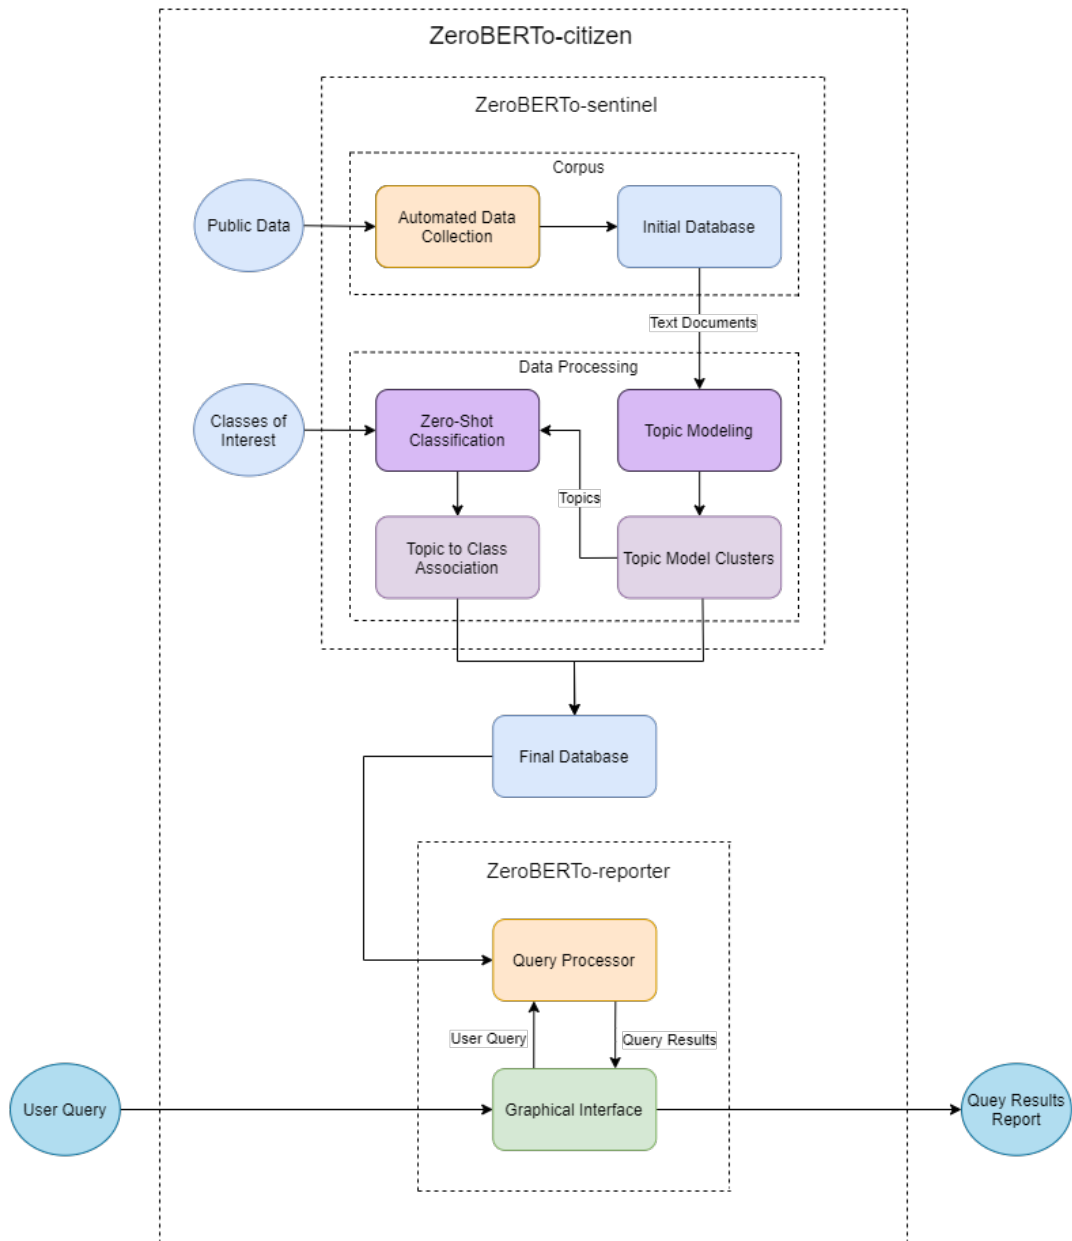 ZeroBERTo-citizen
ZeroBERTo-sentinel
Corpus
Public Data
Automated Data
Collection
Initial Database
Text Documents
Data Processing
Classes of
Interest
Zero-Shot
Classification
Topic Modeling
Topics
Topic to Class
Association
Topic Model Clusters
Final Database
ZeroBERTo-reporter
Query Processor
User Query
Query Results
User Query
Graphical Interface
Quey Results
Report